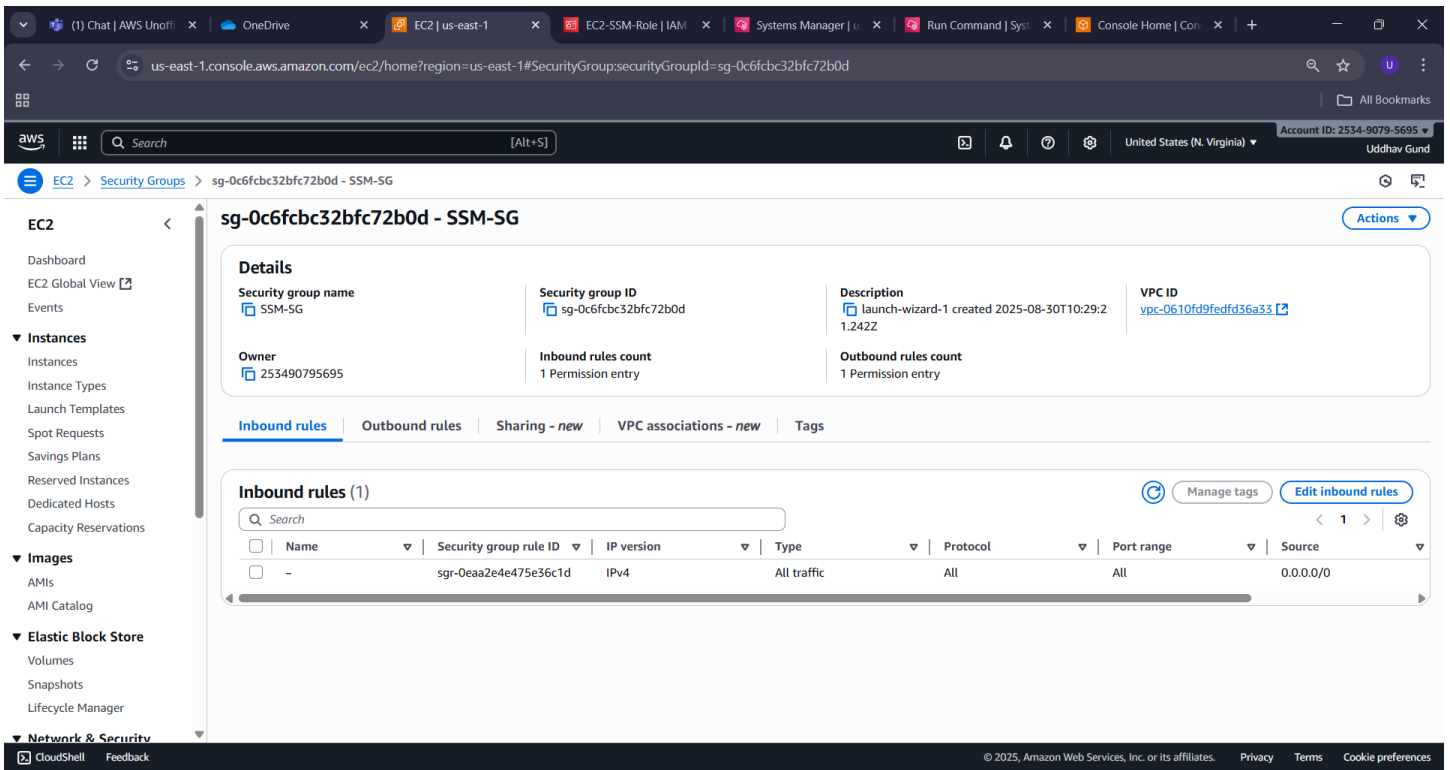 (1) Chat | AWS Unoffi
OneDrive
EC2 | us-east-1
EC2-SSM-Role | IAM
Systems Manager | u
Run Command | Syst
Console Home | Con
us-east-1.console.aws.amazon.com/ec2/home?region=us-east-1#SecurityGroup:securityGroupId=sg-0c6fcbc32bfc72b0d
U
All Bookmarks
aws
Search [Alt+S]
United States (N. Virginia)
Account ID: 2534-9079-5695
Uddhav Gund
EC2 > Security Groups > sg-0c6fcbc32bfc72b0d - SSM-SG
EC2
Dashboard
EC2 Global View
Events
Instances
Instances
Instance Types
Launch Templates
Spot Requests
Savings Plans
Reserved Instances
Dedicated Hosts
Capacity Reservations
Images
AMIs
AMI Catalog
Elastic Block Store
Volumes
Snapshots
Lifecycle Manager
Network & Security
sg-0c6fcbc32bfc72b0d - SSM-SG
Actions
Details
Security group name
SSM-SG
Security group ID
sg-0c6fcbc32bfc72b0d
Description
launch-wizard-1 created 2025-08-30T10:29:2
1.242Z
VPC ID
vpc-0610fd9fedfd36a33
Owner
253490795695
Inbound rules count
1 Permission entry
Outbound rules count
1 Permission entry
Inbound rules Outbound rules Sharing - new VPC associations - new Tags
Inbound rules (1)
Manage tags
Edit inbound rules
Search
1
Name Security group rule ID IP version Type Protocol Port range Source
– sgr-0eaa2e4e475e36c1d IPv4 All traffic All All 0.0.0.0/0
CloudShell Feedback
© 2025, Amazon Web Services, Inc. or its affiliates. Privacy Terms Cookie preferences